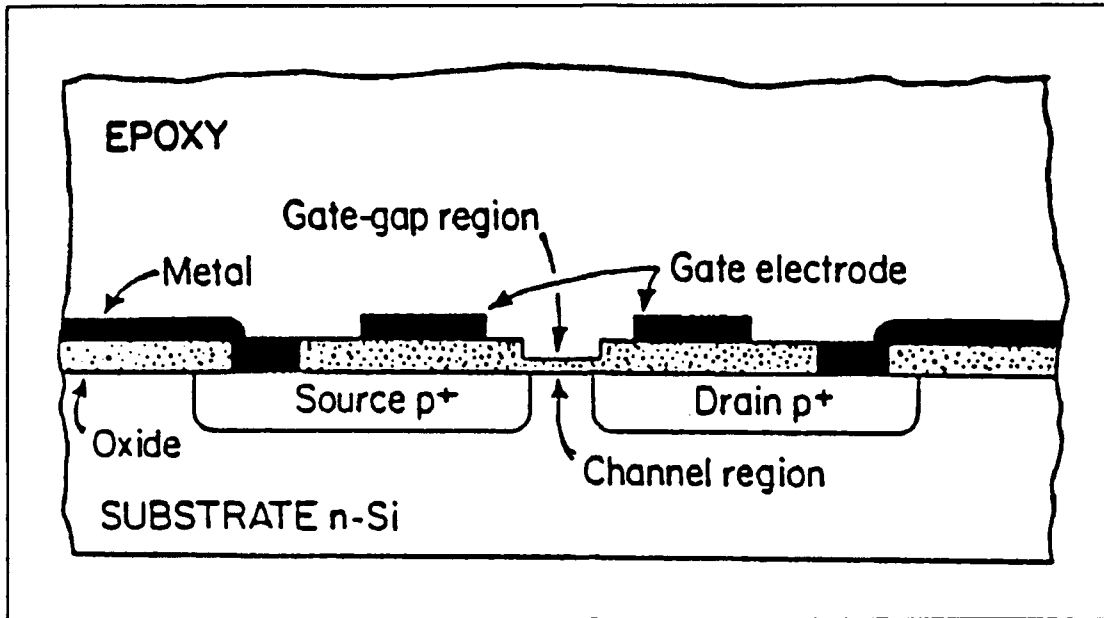 EPOXY
Gate-gap region
Metal
Gate electrode
Source p+
Drain p+
Oxide
Channel region
SUBSTRATE n-Si